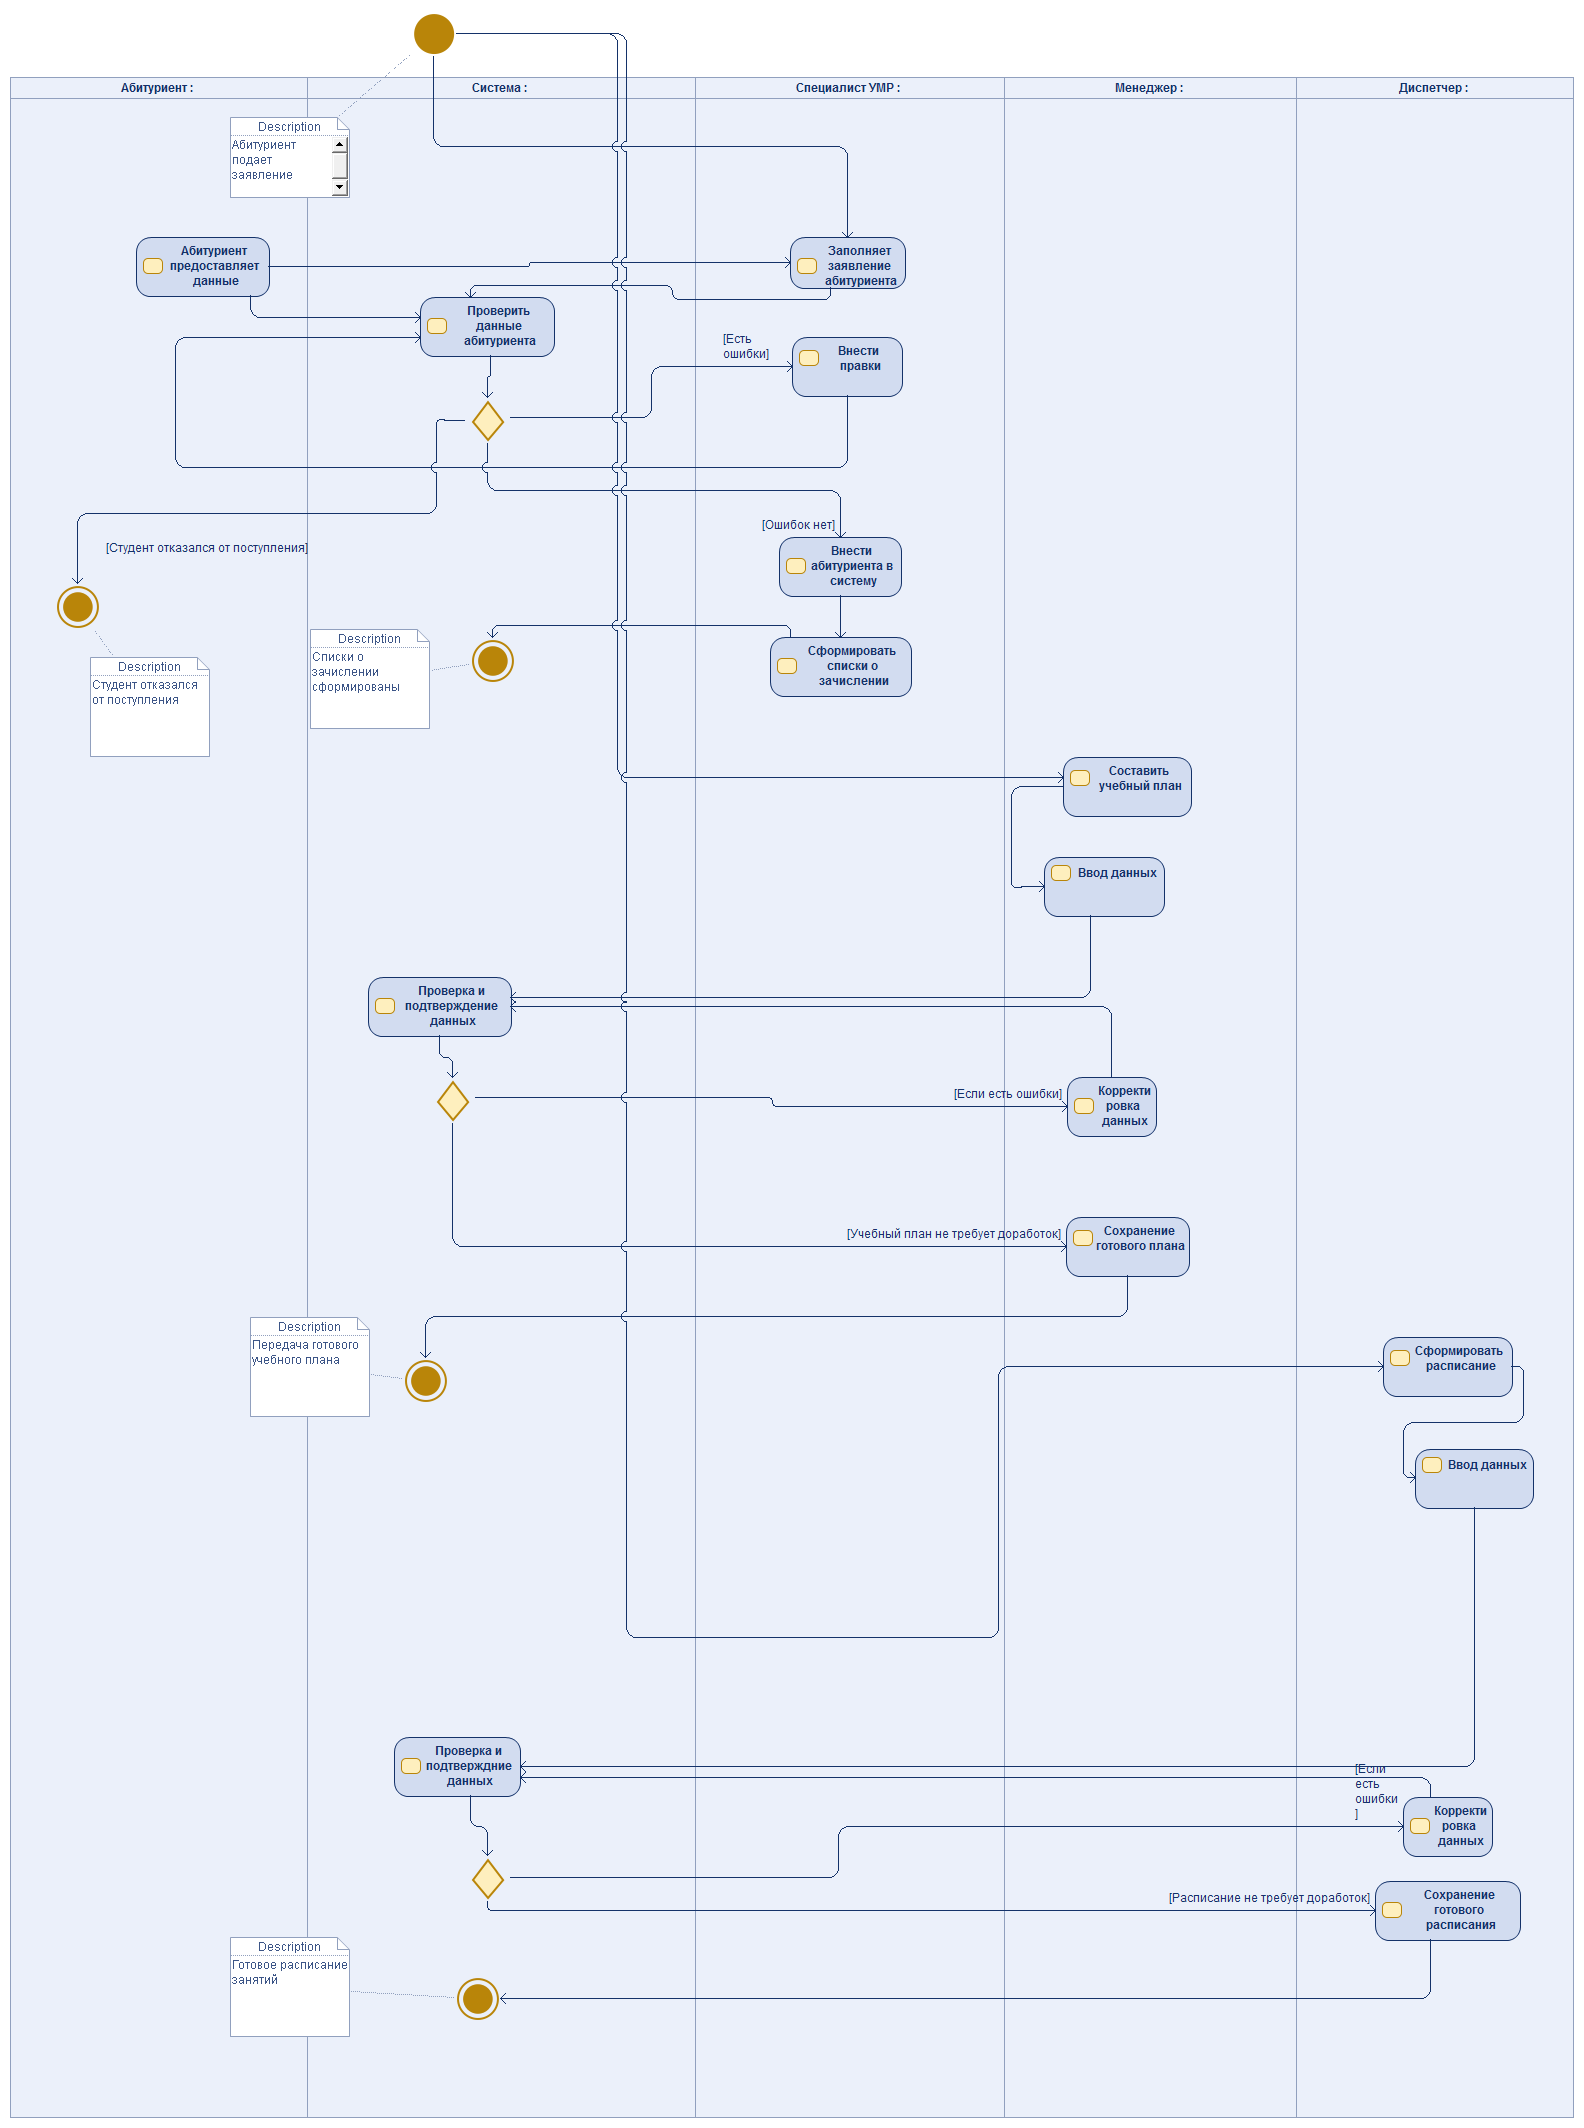 Абитуриент :
Система :
Специалист УМР :
Менеджер :
Диспетчер :
Description
Абитуриент
подает
заявление
Абитуриент
предоставляет
данные
Заполняет
заявление
абитуриента
Проверить
данные
абитуриента
[Есть
ошибки]
Внести
правки
[Ошибок нет]
[Студент отказался от поступления]
Внести
абитуриента в
систему
Description
Студент отказался
от поступления
Description
Списки о
зачислении
сформированы
Сформировать
списки о
зачислении
Составить
учебный план
Ввод данных
Проверка и
подтверждение
данных
[Если есть ошибки]
Корректи
ровка
данных
[Учебный план не требует доработок]
Сохранение
готового плана
Description
Передача готового
учебного плана
Сформировать
расписание
Ввод данных
Проверка и
подтверждние
данных
[Если
есть
ошибки
]
Корректи
ровка
данных
[Расписание не требует доработок]
Сохранение
готового
расписания
Description
Готовое расписание
занятий